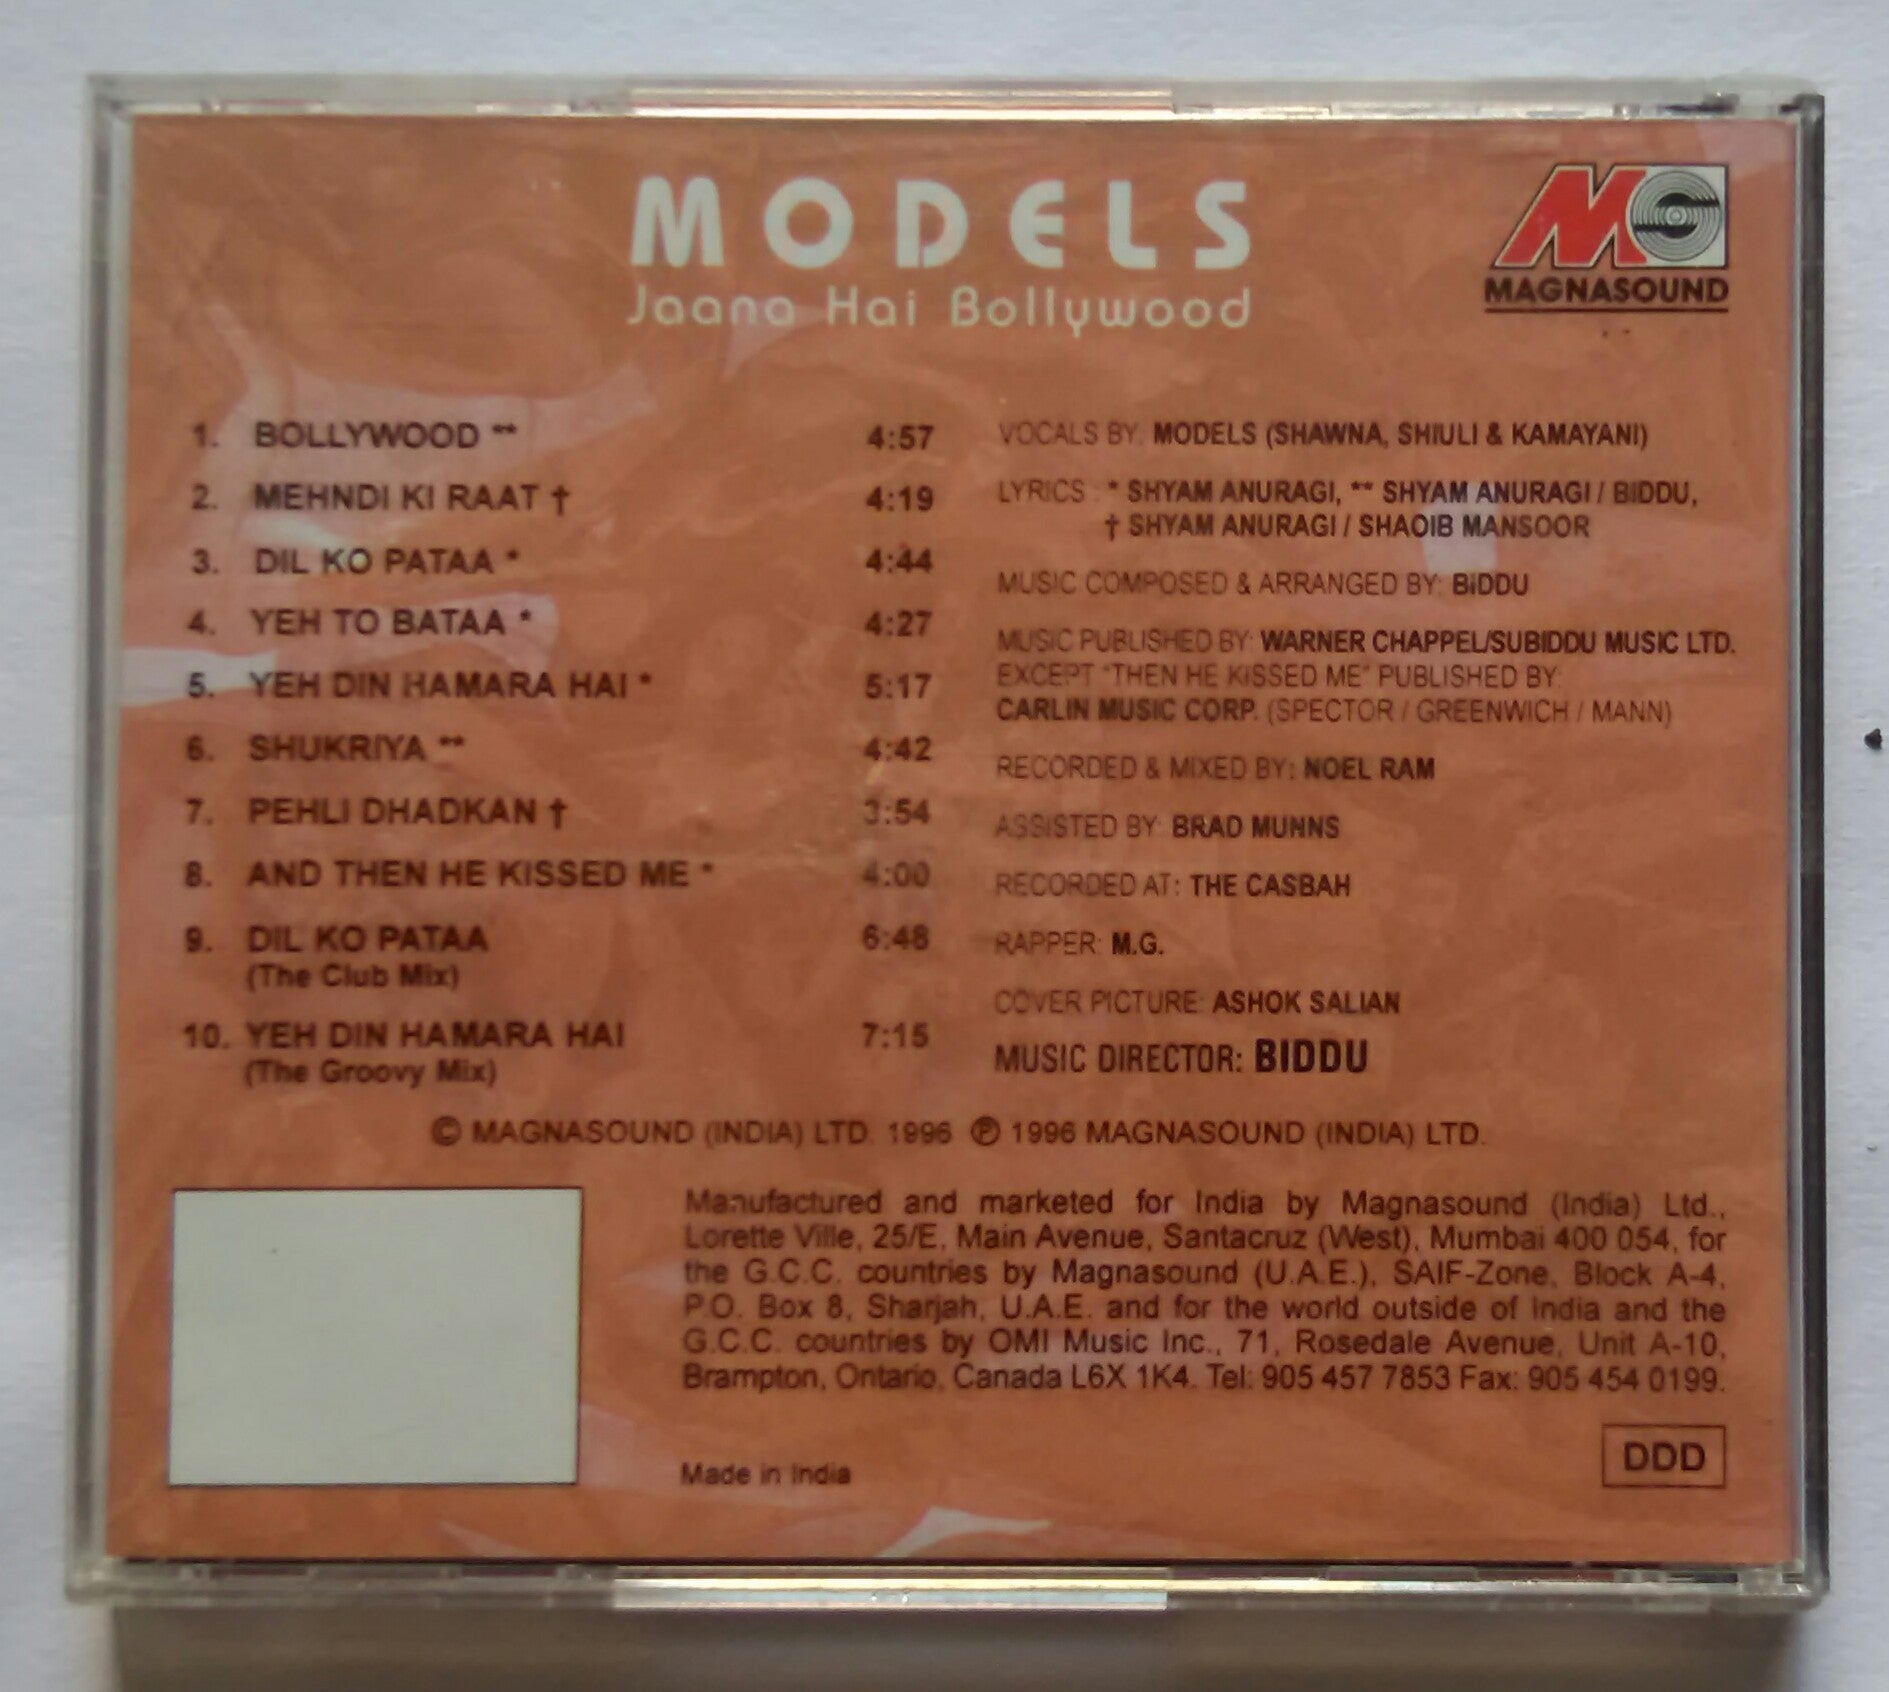 MODELS
Jaana Hai Bollywood
MG
MAGNASOUND
1. BOLLYWOOD ** 4:57
2. MEHNDI KI RAAT † 4:19
3. DIL KO PATAA * 4:44
4. YEH TO BATAA * 4:27
5. YEH DIN HAMARA HAI * 5:17
6. SHUKRIYA ** 4:42
7. PEHLI DHADKAN † 3:54
8. AND THEN HE KISSED ME * 4:00
9. DIL KO PATAA 6:48
(The Club Mix)
10. YEH DIN HAMARA HAI 7:15
(The Groovy Mix)
VOCALS BY: MODELS (SHAWNA, SHIULI & KAMAYANI)
LYRICS : * SHYAM ANURAGI, ** SHYAM ANURAGI / BIDDU,
† SHYAM ANURAGI / SHAOIB MANSOOR
MUSIC COMPOSED & ARRANGED BY: BIDDU
MUSIC PUBLISHED BY: WARNER CHAPPEL/SUBIDDU MUSIC LTD.
EXCEPT "THEN HE KISSED ME" PUBLISHED BY:
CARLIN MUSIC CORP. (SPECTOR / GREENWICH / MANN)
RECORDED & MIXED BY: NOEL RAM
ASSISTED BY: BRAD MUNNS
RECORDED AT: THE CASBAH
RAPPER: M.G.
COVER PICTURE: ASHOK SALIAN
MUSIC DIRECTOR: BIDDU
© MAGNASOUND (INDIA) LTD. 1996 ℗ 1996 MAGNASOUND (INDIA) LTD.
Manufactured and marketed for India by Magnasound (India) Ltd.,
Lorette Ville, 25/E, Main Avenue, Santacruz (West), Mumbai 400 054, for
the G.C.C. countries by Magnasound (U.A.E.), SAIF-Zone, Block A-4,
P.O. Box 8, Sharjah, U.A.E. and for the world outside of India and the
G.C.C. countries by OMI Music Inc., 71, Rosedale Avenue, Unit A-10,
Brampton, Ontario, Canada L6X 1K4. Tel: 905 457 7853 Fax: 905 454 0199.
Made in India
DDD